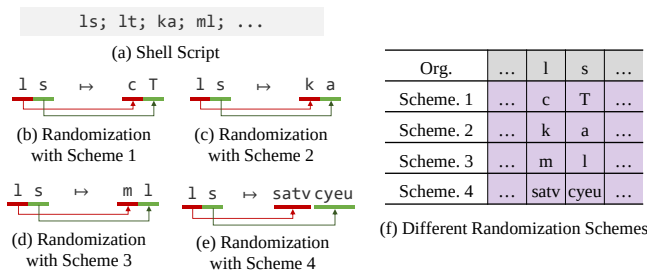 ls; lt; ka; ml; ...
(a) Shell Script
l s ↦ c T
(b) Randomization
with Scheme 1
l s ↦ k a
(c) Randomization
with Scheme 2
l s ↦ m l
(d) Randomization
with Scheme 3
l s ↦ satv cyeu
(e) Randomization
with Scheme 4
Org. ... l s ...
Scheme. 1 ... c T ...
Scheme. 2 ... k a ...
Scheme. 3 ... m l ...
Scheme. 4 ... satv cyeu ...
(f) Different Randomization Schemes